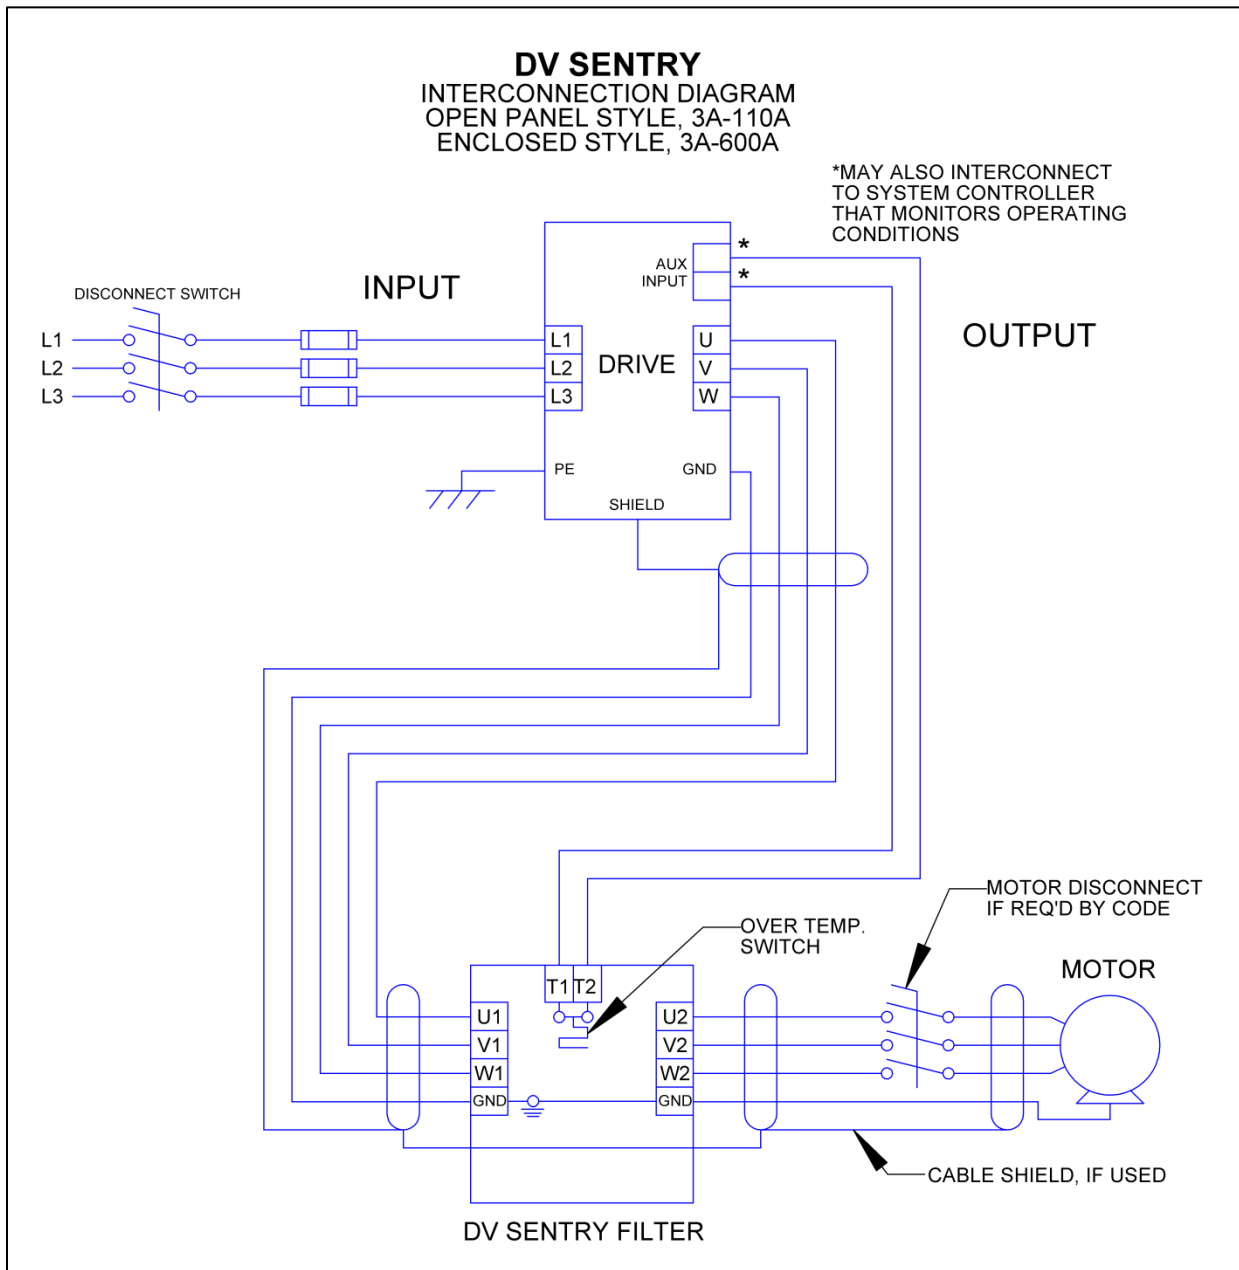 DV SENTRY
INTERCONNECTION DIAGRAM
OPEN PANEL STYLE, 3A-110A
ENCLOSED STYLE, 3A-600A
*MAY ALSO INTERCONNECT
TO SYSTEM CONTROLLER
THAT MONITORS OPERATING
CONDITIONS
*
AUX
INPUT
*
INPUT
DISCONNECT SWITCH
OUTPUT
L1
L2
L3
L1
L2
L3
DRIVE
U
V
W
PE
GND
SHIELD
MOTOR DISCONNECT
IF REQ'D BY CODE
OVER TEMP.
SWITCH
MOTOR
T1
T2
U1
V1
W1
GND
U2
V2
W2
GND
CABLE SHIELD, IF USED
DV SENTRY FILTER